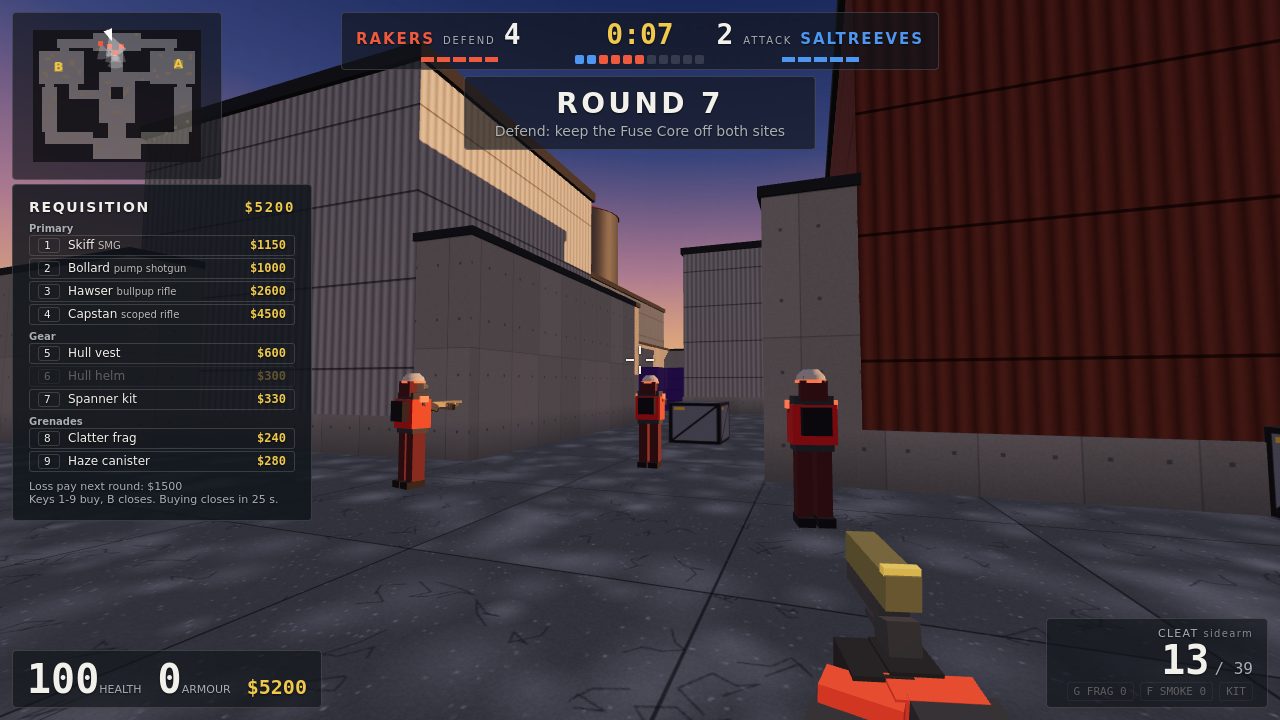 RAKERS DEFEND 4 0:07 2 ATTACK SALTREEVES
B
A
ROUND 7
Defend: keep the Fuse Core off both sites
REQUISITION $5200
Primary
1 Skiff SMG $1150
2 Bollard pump shotgun $1000
3 Hawser bullpup rifle $2600
4 Capstan scoped rifle $4500
Gear
5 Hull vest $600
6 Hull helm $300
7 Spanner kit $330
Grenades
8 Clatter frag $240
9 Haze canister $280
Loss pay next round: $1500
Keys 1-9 buy, B closes. Buying closes in 25 s.
100 HEALTH 0 ARMOUR $5200
CLEAT sidearm
13 / 39
G FRAG 0 F SMOKE 0 KIT